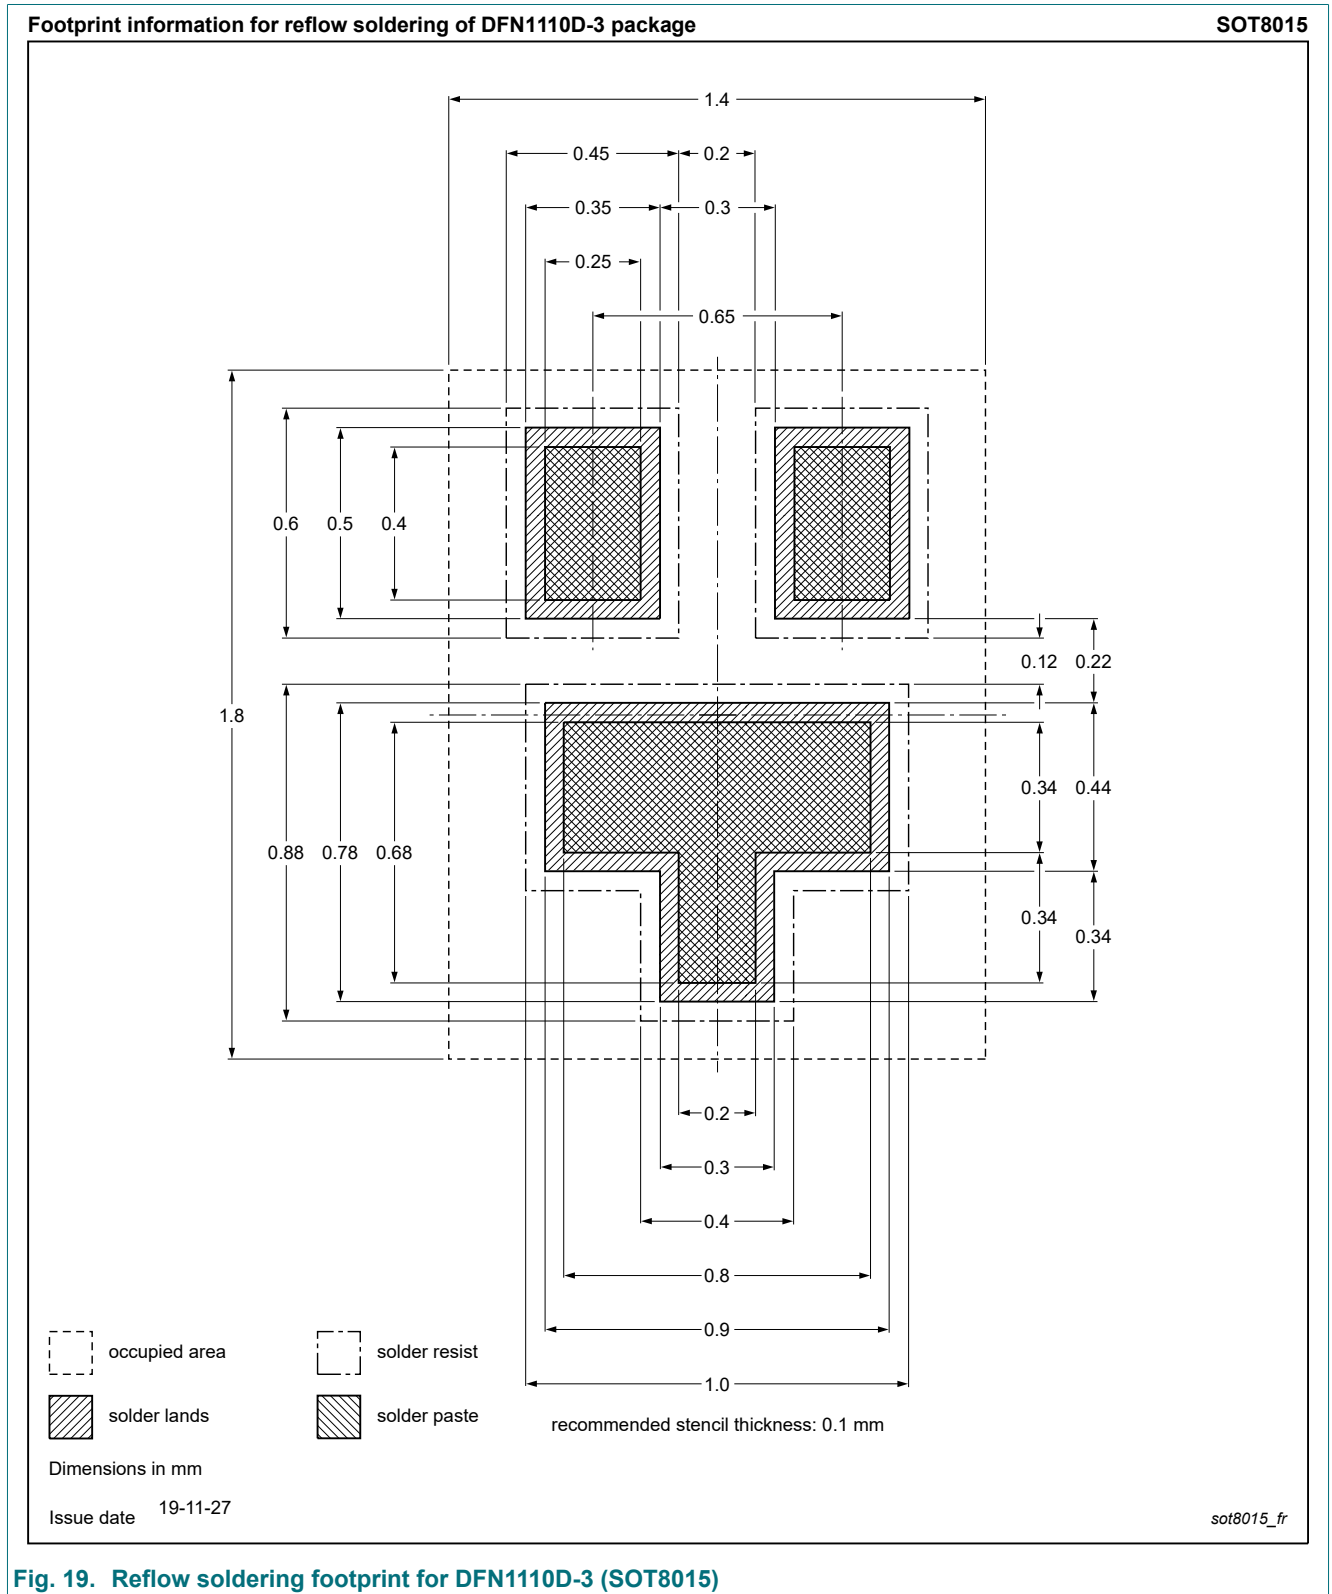 Footprint information for reflow soldering of DFN1110D-3 package SOT8015
1.4
0.45 0.2
0.35 0.3
0.25
0.65
0.6 0.5 0.4
0.12 0.22
1.8
0.34 0.44
0.88 0.78 0.68
0.34 0.34
0.2
0.3
0.4
0.8
0.9
1.0
occupied area solder resist
solder lands solder paste
recommended stencil thickness: 0.1 mm
Dimensions in mm
Issue date 19-11-27
sot8015_fr
Fig. 19. Reflow soldering footprint for DFN1110D-3 (SOT8015)